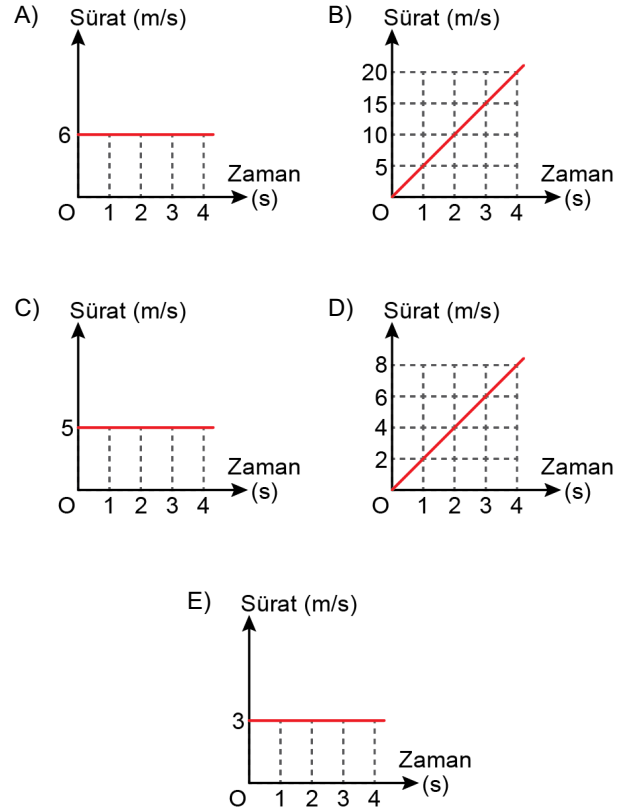 A) Sürat (m/s)
6
O 1 2 3 4
Zaman
(s)
B) Sürat (m/s)
20
15
10
5
O 1 2 3 4
Zaman
(s)
C) Sürat (m/s)
5
O 1 2 3 4
Zaman
(s)
D) Sürat (m/s)
8
6
4
2
O 1 2 3 4
Zaman
(s)
E) Sürat (m/s)
3
O 1 2 3 4
Zaman
(s)